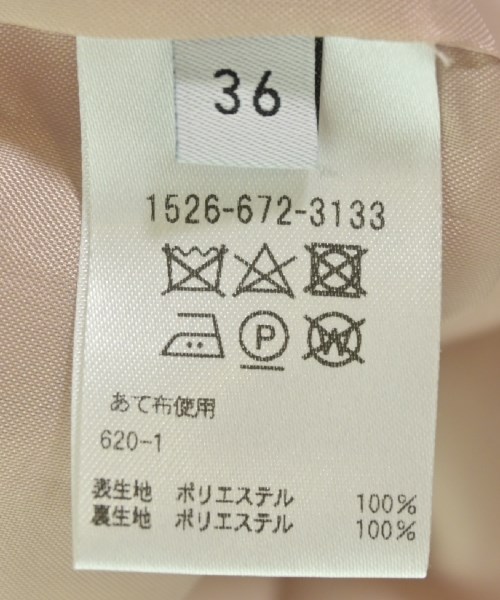 36
1526-672-3133
P
W
あて布使用
620-1
表生地 ポリエステル 100%
裏生地 ポリエステル 100%